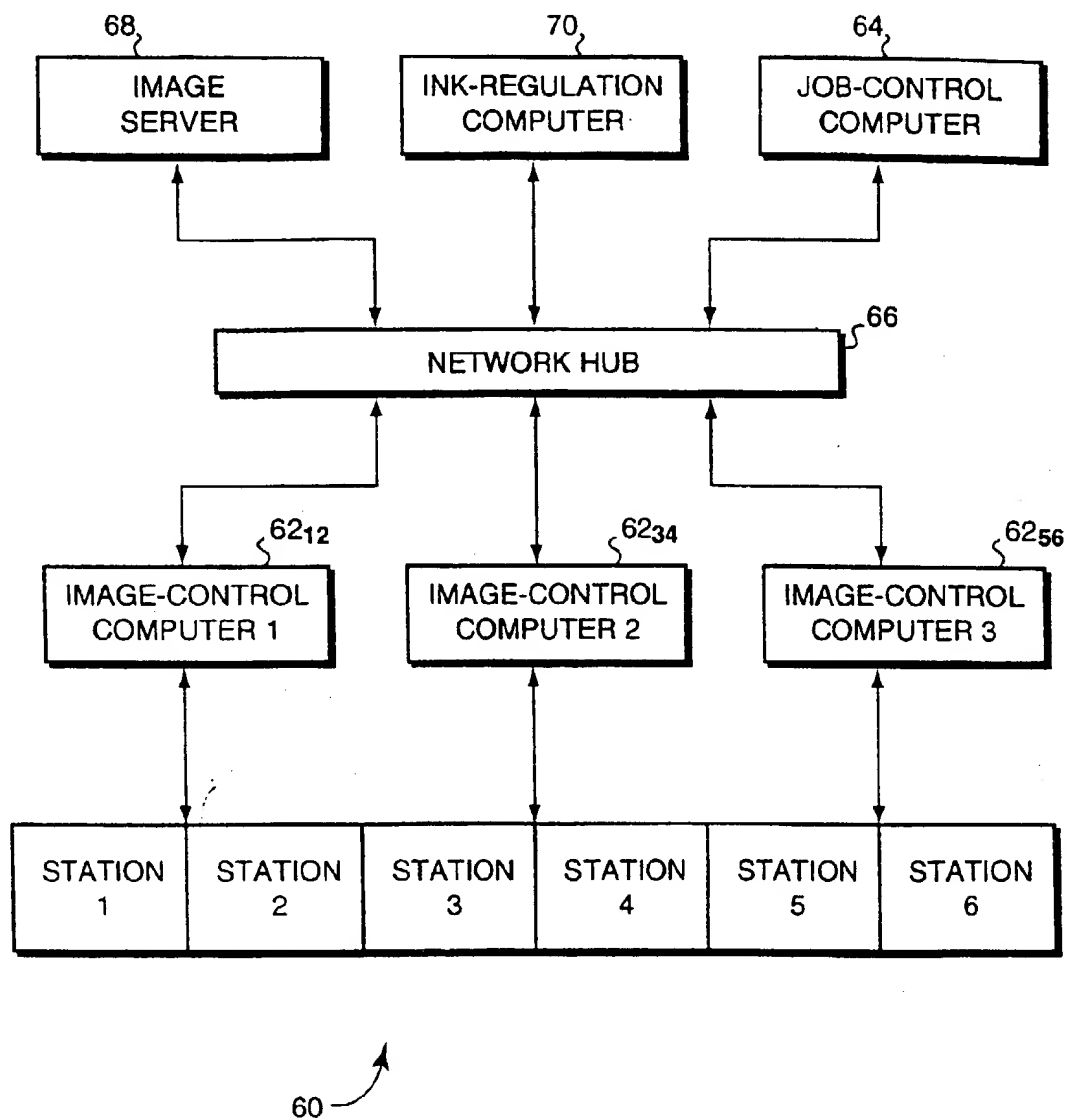 68
70
64
IMAGE
SERVER
INK-REGULATION
COMPUTER
JOB-CONTROL
COMPUTER
66
NETWORK HUB
62₁₂
62₃₄
62₅₆
IMAGE-CONTROL
COMPUTER 1
IMAGE-CONTROL
COMPUTER 2
IMAGE-CONTROL
COMPUTER 3
STATION
1
STATION
2
STATION
3
STATION
4
STATION
5
STATION
6
60